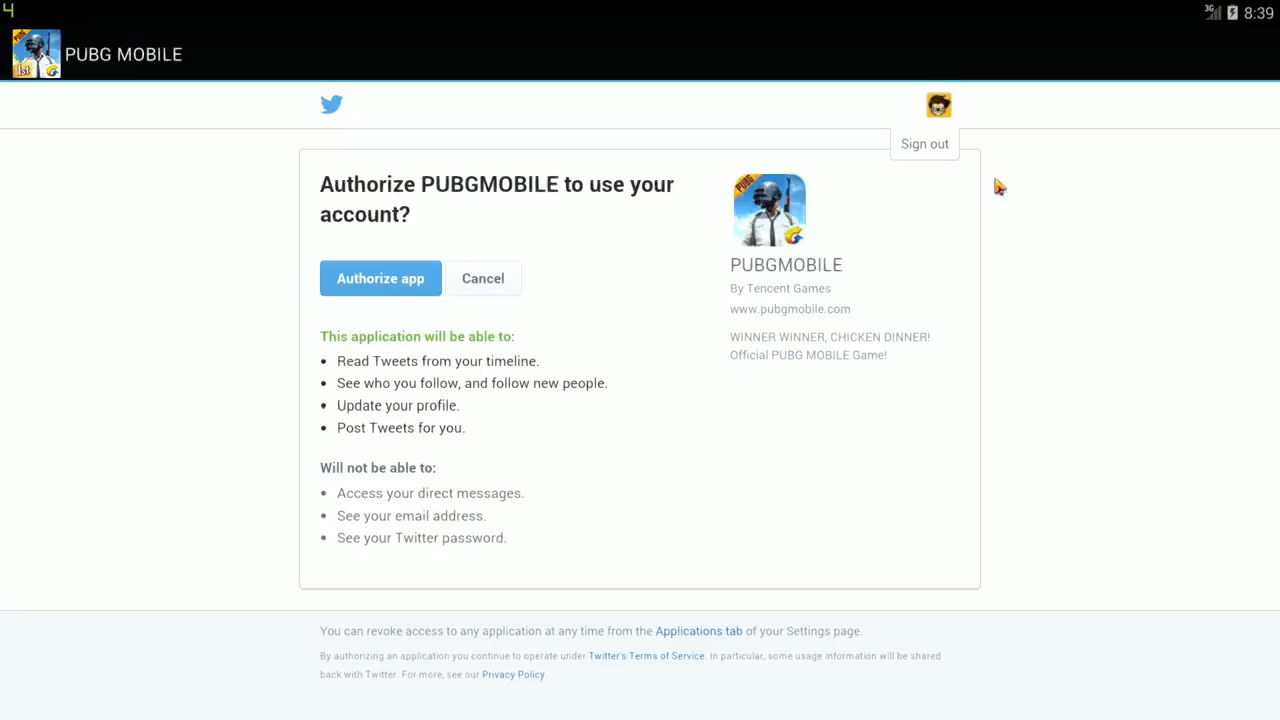 4
3G 8:39
PUBG MOBILE
Sign out
Authorize PUBGMOBILE to use your
account?
Authorize app Cancel
This application will be able to:
• Read Tweets from your timeline.
• See who you follow, and follow new people.
• Update your profile.
• Post Tweets for you.
Will not be able to:
• Access your direct messages.
• See your email address.
• See your Twitter password.
PUBG
PUBGMOBILE
By Tencent Games
www.pubgmobile.com
WINNER WINNER, CHICKEN DINNER!
Official PUBG MOBILE Game!
You can revoke access to any application at any time from the Applications tab of your Settings page.
By authorizing an application you continue to operate under Twitter's Terms of Service. In particular, some usage information will be shared
back with Twitter. For more, see our Privacy Policy.